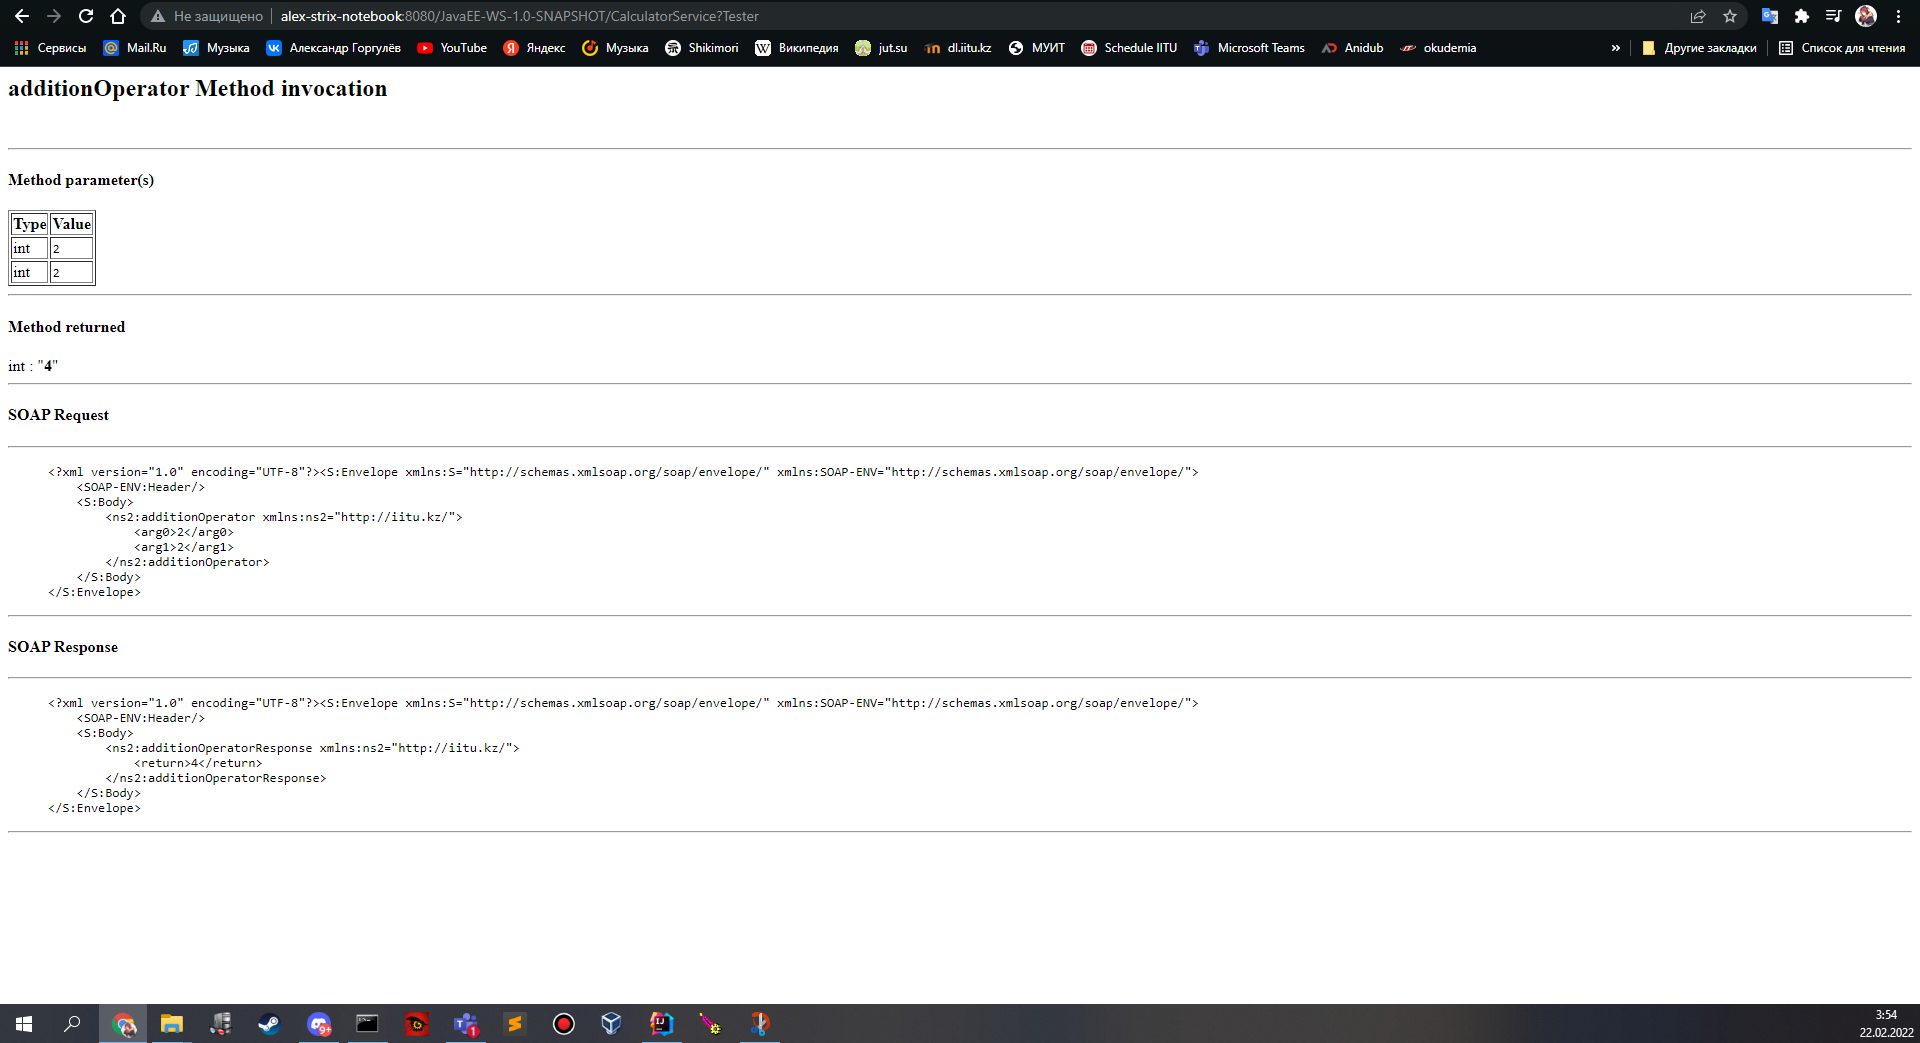 Не защищено alex-strix-notebook:8080/JavaEE-WS-1.0-SNAPSHOT/CalculatorService?Tester
Сервисы Mail.Ru Музыка Александр Горгулёв YouTube Яндекс Музыка Shikimori Википедия jut.su dl.iitu.kz МУИТ Schedule IITU Microsoft Teams Anidub okudemia » Другие закладки Список для чтения
additionOperator Method invocation
Method parameter(s)
Type Value
int 2
int 2
Method returned
int : "4"
SOAP Request
<?xml version="1.0" encoding="UTF-8"?><S:Envelope xmlns:S="http://schemas.xmlsoap.org/soap/envelope/" xmlns:SOAP-ENV="http://schemas.xmlsoap.org/soap/envelope/">
<SOAP-ENV:Header/>
<S:Body>
<ns2:additionOperator xmlns:ns2="http://iitu.kz/">
<arg0>2</arg0>
<arg1>2</arg1>
</ns2:additionOperator>
</S:Body>
</S:Envelope>
SOAP Response
<?xml version="1.0" encoding="UTF-8"?><S:Envelope xmlns:S="http://schemas.xmlsoap.org/soap/envelope/" xmlns:SOAP-ENV="http://schemas.xmlsoap.org/soap/envelope/">
<SOAP-ENV:Header/>
<S:Body>
<ns2:additionOperatorResponse xmlns:ns2="http://iitu.kz/">
<return>4</return>
</ns2:additionOperatorResponse>
</S:Body>
</S:Envelope>
9+ 1
3:54
22.02.2022